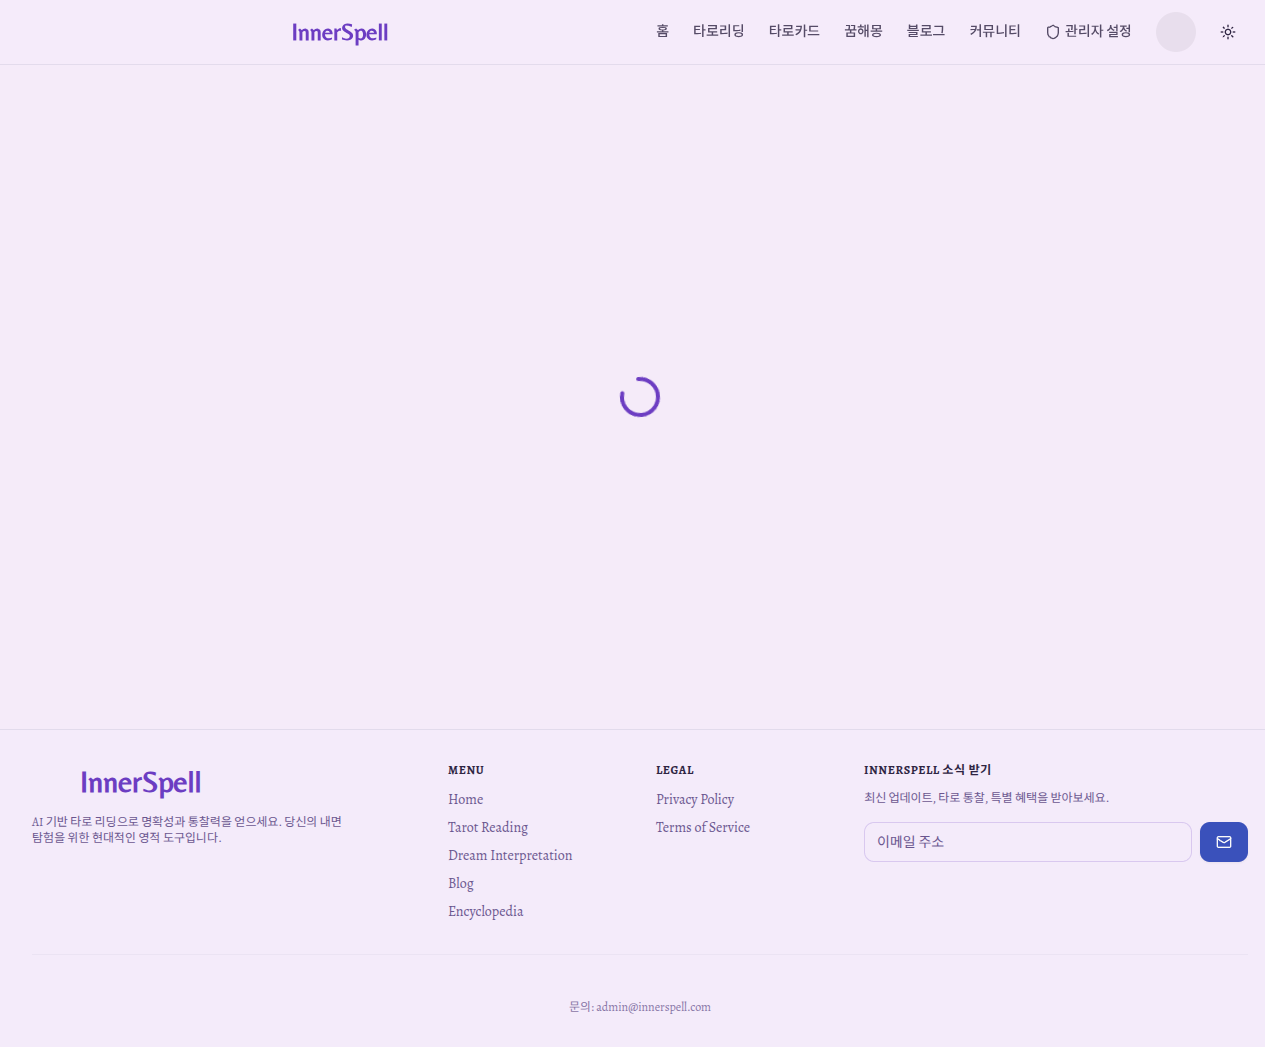 InnerSpell
홈 타로리딩 타로카드 꿈해몽 블로그 커뮤니티 관리자 설정
InnerSpell
AI 기반 타로 리딩으로 명확성과 통찰력을 얻으세요. 당신의 내면
탐험을 위한 현대적인 영적 도구입니다.
MENU
Home
Tarot Reading
Dream Interpretation
Blog
Encyclopedia
LEGAL
Privacy Policy
Terms of Service
INNERSPELL 소식 받기
최신 업데이트, 타로 통찰, 특별 혜택을 받아보세요.
이메일 주소
문의: admin@innerspell.com